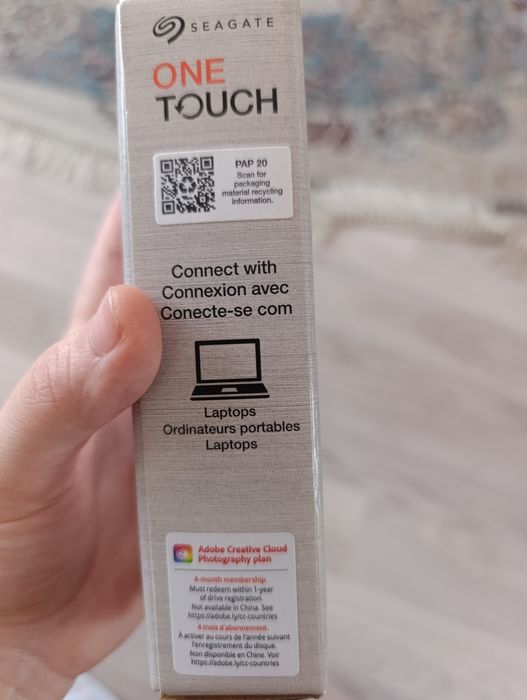 SEAGATE
ONE
TOUCH
PAP 20
Scan for
packaging
material recycling
information.
Connect with
Connexion avec
Conecte-se com
Laptops
Ordinateurs portables
Laptops
Adobe Creative Cloud
Photography plan
4-month membership.
Must redeem within 1-year
of drive registration.
Not available in China. See
https://adobe.ly/cc-countries
4 mois d'abonnement.
À activer au cours de l'année suivant
l'enregistrement du disque.
Non disponible en Chine. Voir
https://adobe.ly/cc-countries